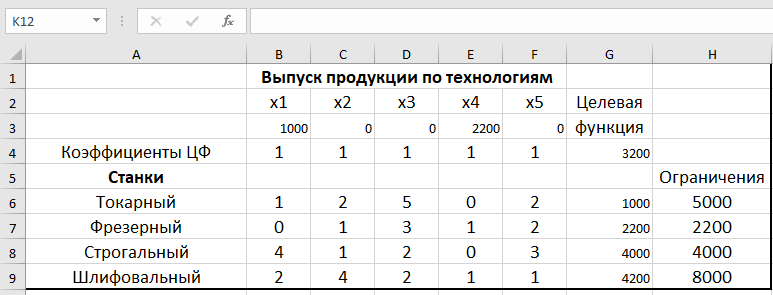 K12 fx
A B C D E F G H
1 Выпуск продукции по технологиям
2 x1 x2 x3 x4 x5 Целевая
3 1000 0 0 2200 0 функция
4 Коэффициенты ЦФ 1 1 1 1 1 3200
5 Станки Ограничения
6 Токарный 1 2 5 0 2 1000 5000
7 Фрезерный 0 1 3 1 2 2200 2200
8 Строгальный 4 1 2 0 3 4000 4000
9 Шлифовальный 2 4 2 1 1 4200 8000